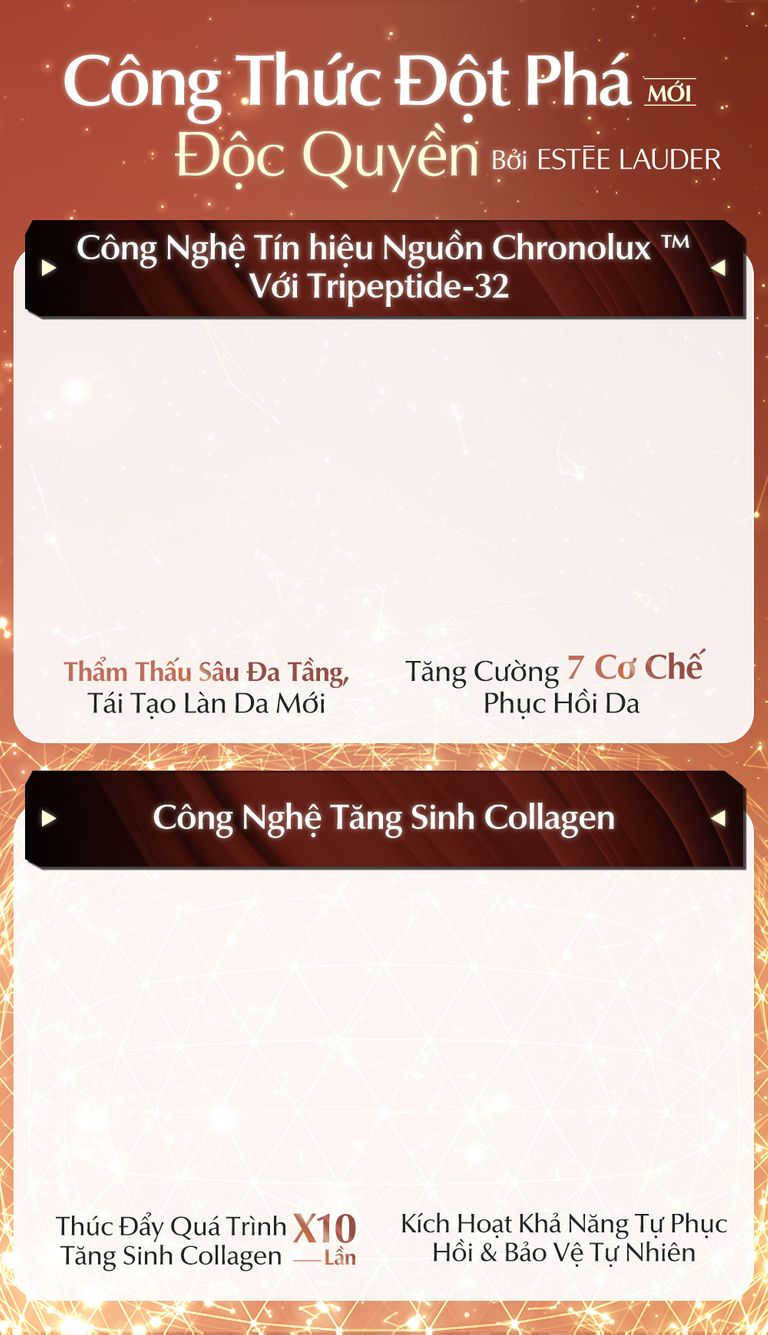 Công Thức Đột Phá MỚI
Độc Quyền Bởi ESTĒE LAUDER
Công Nghệ Tín hiệu Nguồn Chronolux ™
Với Tripeptide-32
Thẩm Thấu Sâu Đa Tầng,
Tái Tạo Làn Da Mới
Tăng Cường 7 Cơ Chế
Phục Hồi Da
Công Nghệ Tăng Sinh Collagen
Thúc Đẩy Quá Trình X10
Tăng Sinh Collagen Lần
Kích Hoạt Khả Năng Tự Phục
Hồi & Bảo Vệ Tự Nhiên